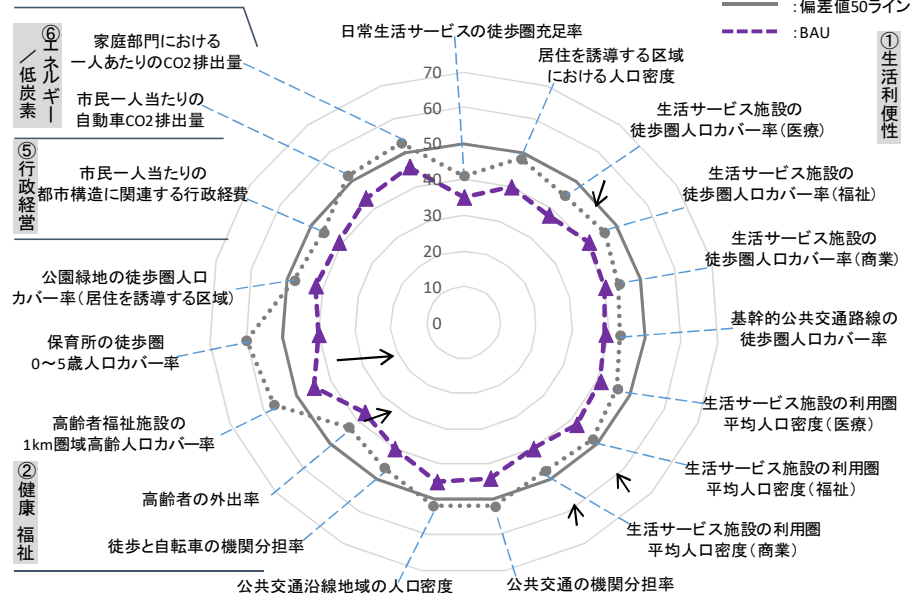 ：偏差値50ライン
：BAU
①生活利便性
⑥エネルギー
／低炭素
⑤行政経営
②健康 福祉
日常生活サービスの徒歩圏充足率
居住を誘導する区域
における人口密度
生活サービス施設の
徒歩圏人口カバー率（医療）
生活サービス施設の
徒歩圏人口カバー率（福祉）
生活サービス施設の
徒歩圏人口カバー率（商業）
基幹的公共交通路線の
徒歩圏人口カバー率
生活サービス施設の利用圏
平均人口密度（医療）
生活サービス施設の利用圏
平均人口密度（福祉）
生活サービス施設の利用圏
平均人口密度（商業）
公共交通の機関分担率
公共交通沿線地域の人口密度
徒歩と自転車の機関分担率
高齢者の外出率
高齢者福祉施設の
1km圏域高齢人口カバー率
保育所の徒歩圏
0～5歳人口カバー率
公園緑地の徒歩圏人口
カバー率（居住を誘導する区域）
市民一人当たりの
都市構造に関連する行政経費
市民一人当たりの
自動車CO2排出量
家庭部門における
一人あたりのCO2排出量
70
60
50
40
30
20
10
0